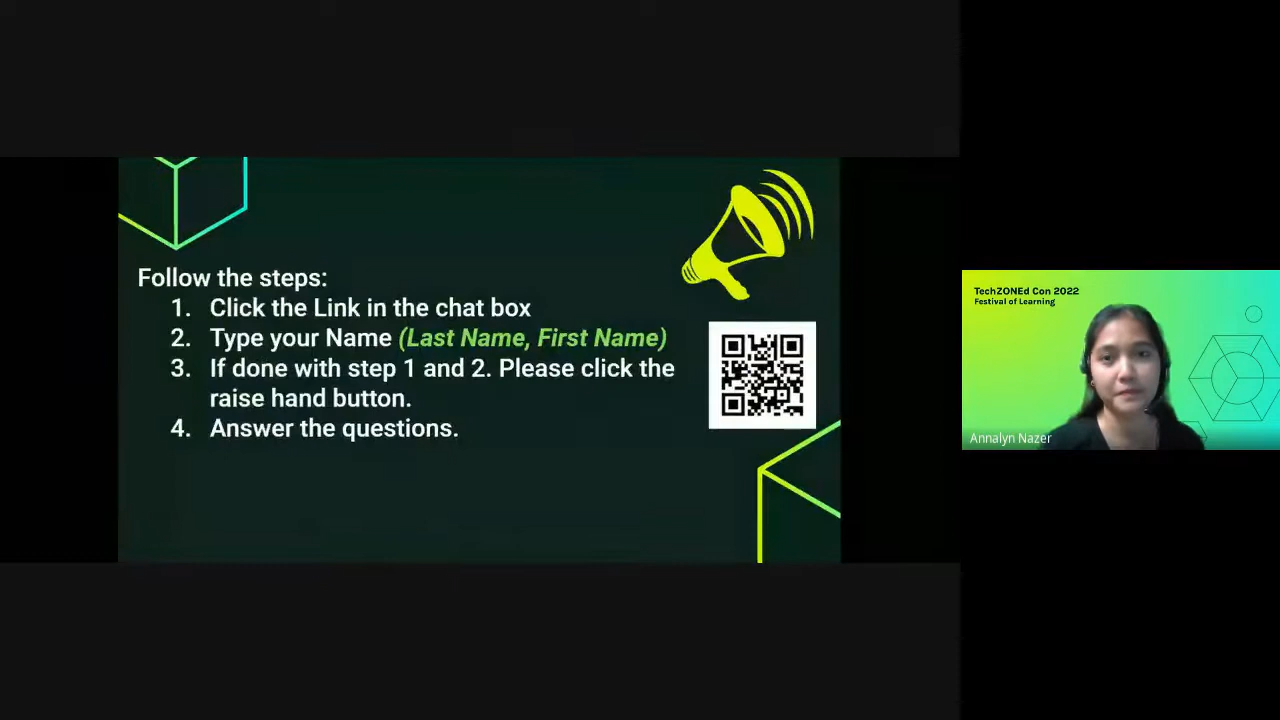 Follow the steps:
1. Click the Link in the chat box
2. Type your Name (Last Name, First Name)
3. If done with step 1 and 2. Please click the
raise hand button.
4. Answer the questions.
TechZONEd Con 2022
Festival of Learning
Annalyn Nazer